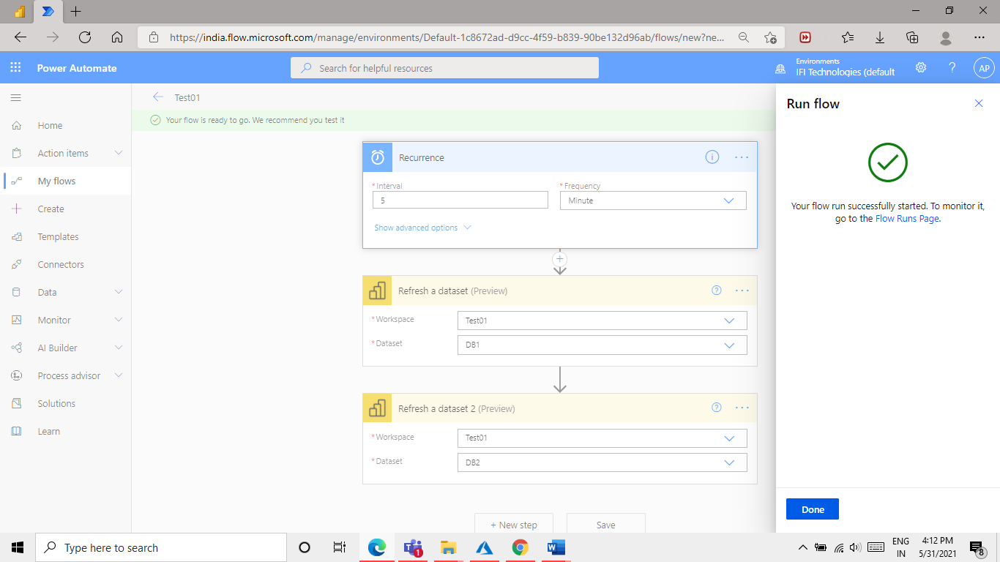 https://india.flow.microsoft.com/manage/environments/Default-1c8672ad-d9cc-4f59-b839-90be132d96ab/flows/new?ne...
Power Automate
Search for helpful resources
Environments
IFI Technologies (default
?
AP
Test01
Your flow is ready to go. We recommend you test it
Home
Action items
My flows
Create
Templates
Connectors
Data
Monitor
AI Builder
Process advisor
Solutions
Learn
Recurrence
* Interval
5
* Frequency
Minute
Show advanced options
Refresh a dataset (Preview)
* Workspace
Test01
* Dataset
DB1
Refresh a dataset 2 (Preview)
* Workspace
Test01
* Dataset
DB2
+ New step
Save
Run flow
Your flow run successfully started. To monitor it,
go to the Flow Runs Page.
Done
Type here to search
1
ENG
IN
4:12 PM
5/31/2021
8